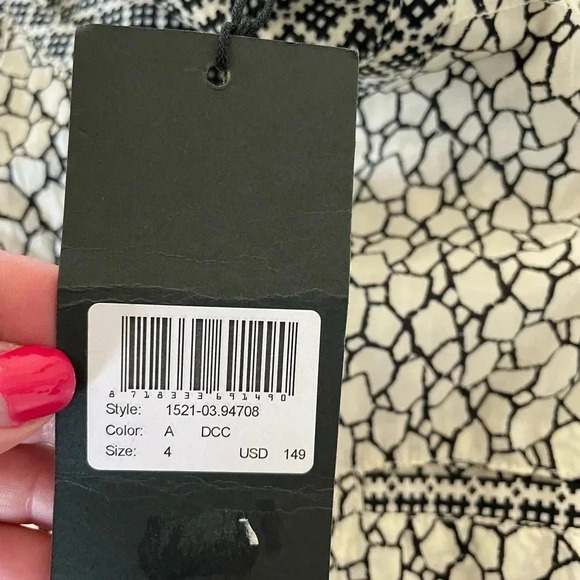 8 718333 691490
Style: 1521-03.94708
Color: A DCC
Size: 4 USD 149